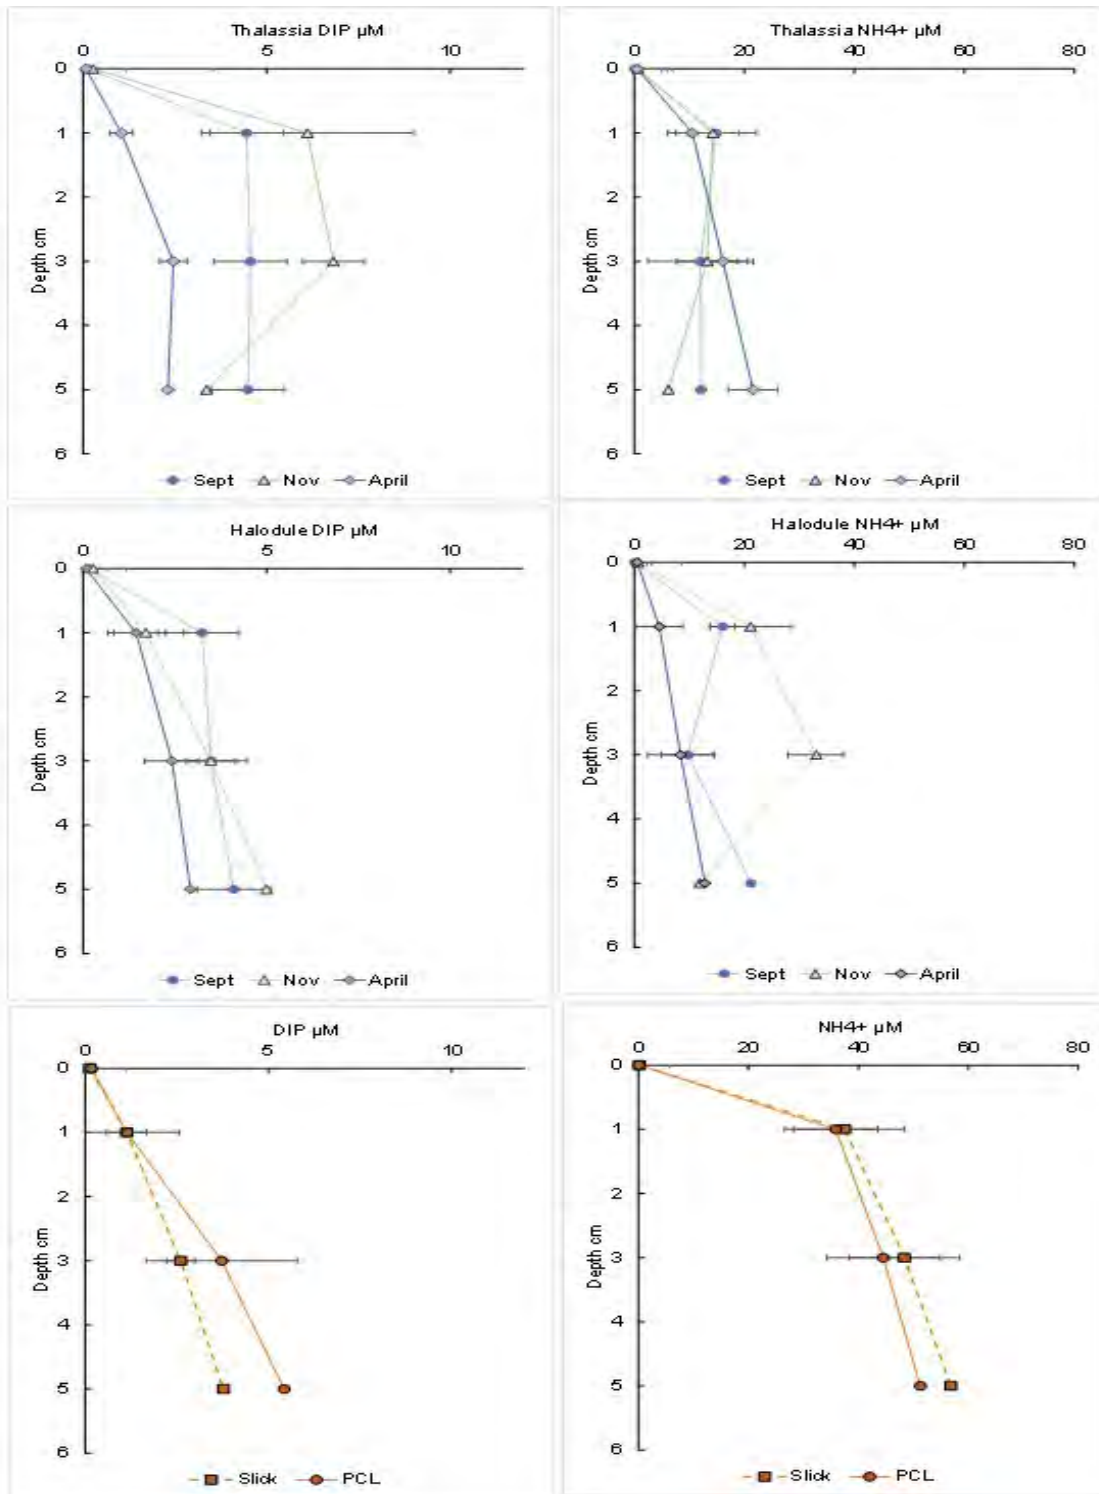 Thalassia DIP µM
0 5 10
0
1
2
3
4
5
6
Depth cm
Sept Nov April
Thalassia NH4+ µM
0 20 40 60 80
0
1
2
3
4
5
6
Depth cm
Sept Nov April
Halodule DIP µM
0 5 10
0
1
2
3
4
5
6
Depth cm
Sept Nov April
Halodule NH4+ µM
0 20 40 60 80
0
1
2
3
4
5
6
Depth cm
Sept Nov April
DIP µM
0 5 10
0
1
2
3
4
5
6
Depth cm
Slick PCL
NH4+ µM
0 20 40 60 80
0
1
2
3
4
5
6
Depth cm
Slick PCL